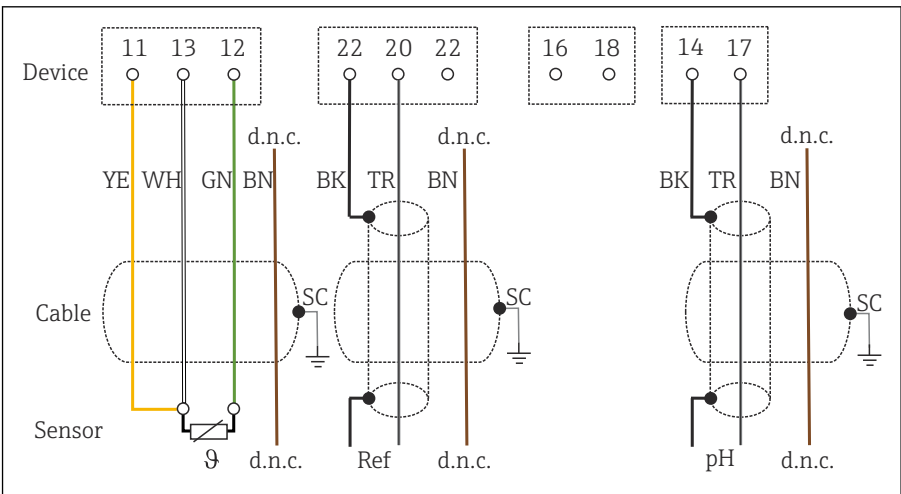 11 13 12 22 20 22 16 18 14 17
Device
d.n.c. d.n.c. d.n.c.
YE WH GN BN BK TR BN BK TR BN
SC SC SC
Cable
Sensor
ϑ d.n.c. Ref d.n.c. pH d.n.c.